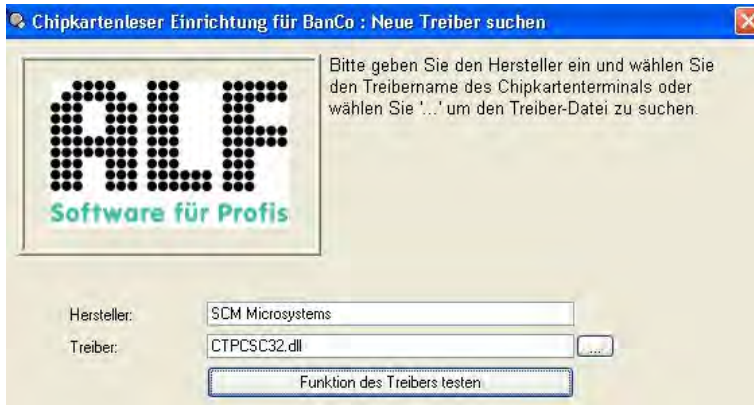 Chipkartenleser Einrichtung für BanCo : Neue Treiber suchen
Bitte geben Sie den Hersteller ein und wählen Sie
den Treibername des Chipkartenterminals oder
wählen Sie '...' um den Treiber-Datei zu suchen.
ALF
Software für Profis
Hersteller: SCM Microsystems
Treiber: CTPCSC32.dll ...
Funktion des Treibers testen